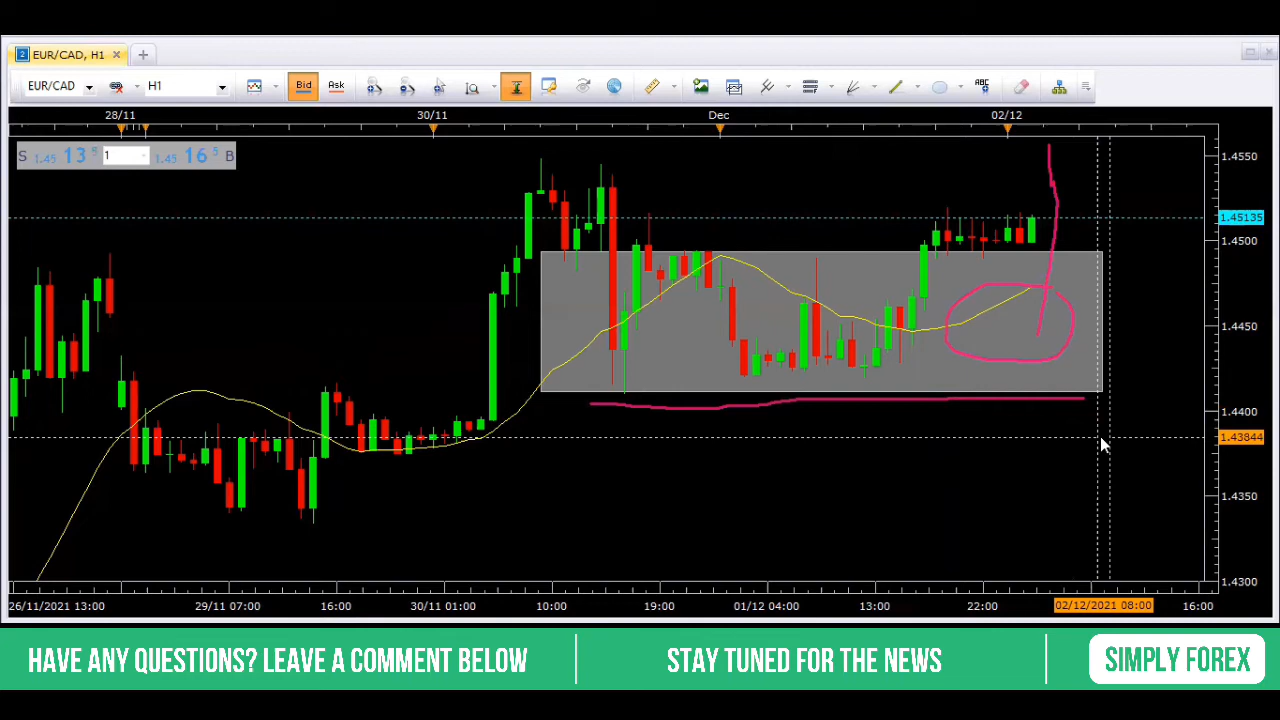 2 EUR/CAD, H1
EUR/CAD H1 Bid Ask ABC
28/11 30/11 Dec 02/12
S 1.45 13 5 1 1.45 16 5 B
1.4550
1.45135
1.4500
1.4450
1.4400
1.43844
1.4350
1.4300
26/11/2021 13:00 29/11 07:00 16:00 30/11 01:00 10:00 19:00 01/12 04:00 13:00 22:00 02/12/2021 08:00 16:00
HAVE ANY QUESTIONS? LEAVE A COMMENT BELOW
STAY TUNED FOR THE NEWS
SIMPLY FOREX